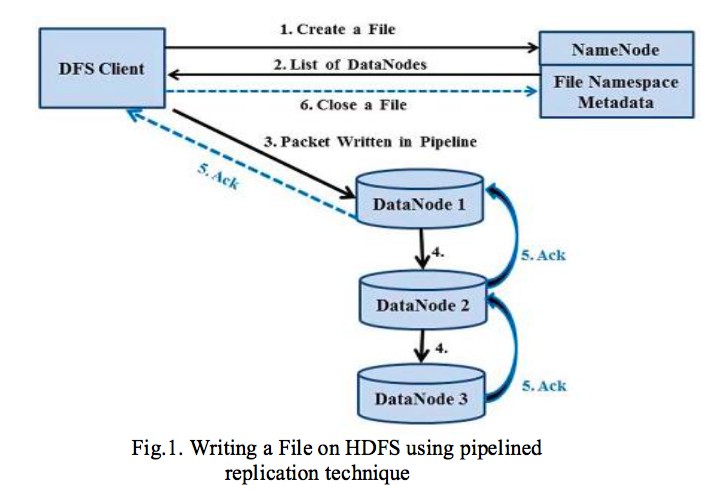 1. Create a File
DFS Client
NameNode
2. List of DataNodes
File Namespace
Metadata
6. Close a File
3. Packet Written in Pipeline
5. Ack
DataNode 1
4.
5. Ack
DataNode 2
4.
5. Ack
DataNode 3
Fig.1. Writing a File on HDFS using pipelined
replication technique